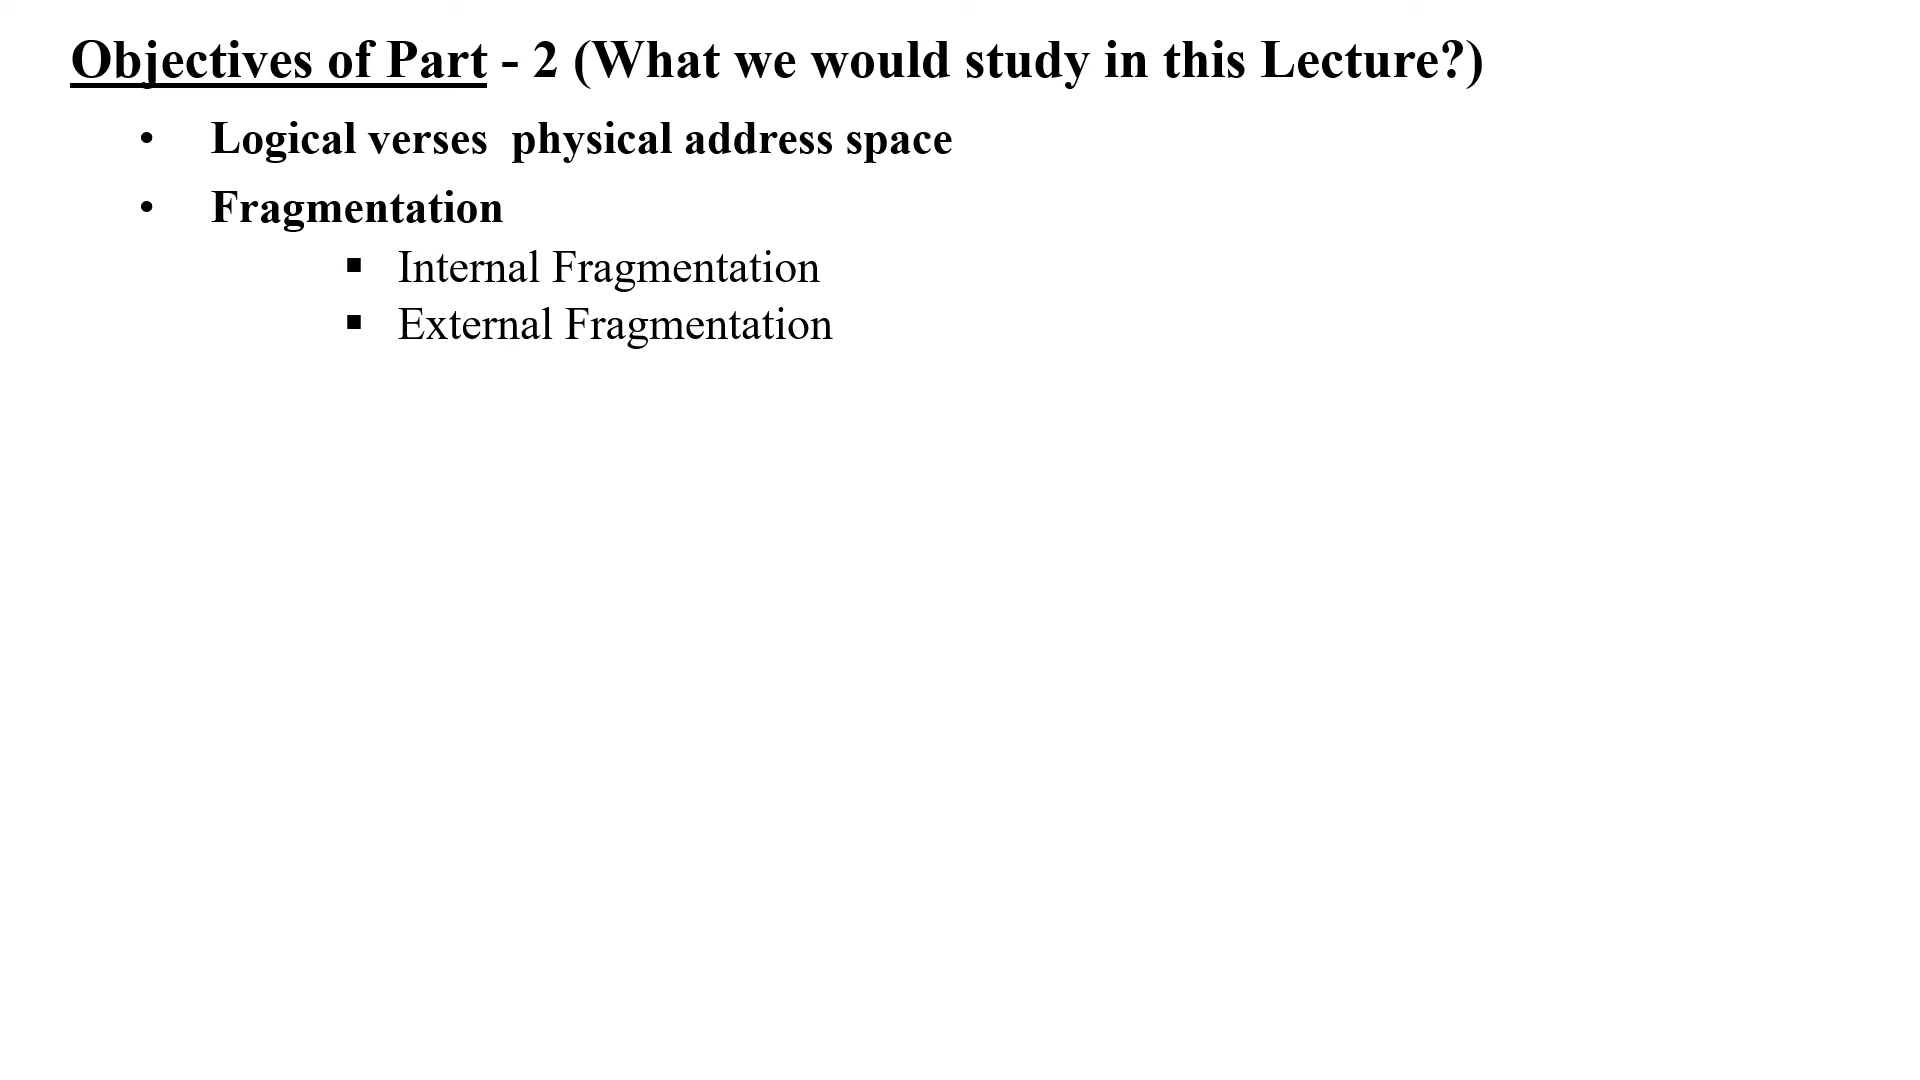 Objectives of Part - 2 (What we would study in this Lecture?)
• Logical verses  physical address space
• Fragmentation
▪ Internal Fragmentation
▪ External Fragmentation